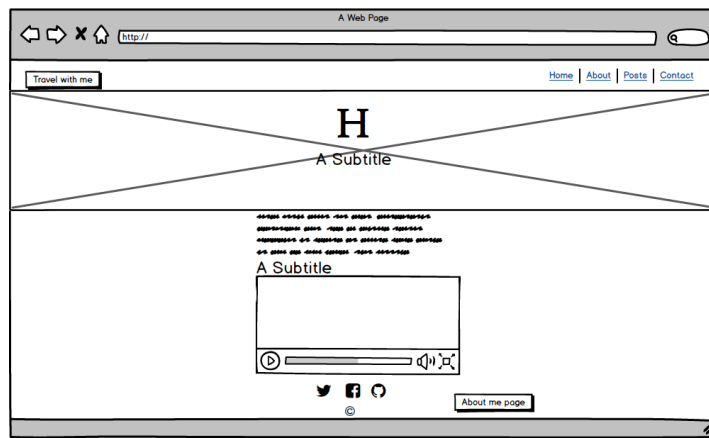 A Web Page
http://
Travel with me
Home About Posts Contact
H
A Subtitle
A Subtitle
©
About me page